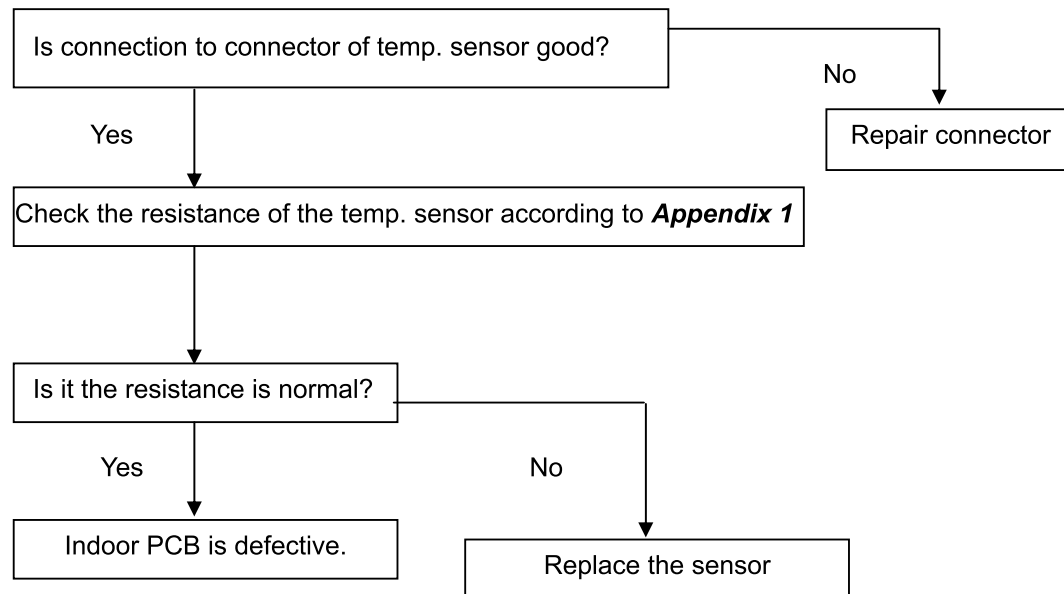 Is connection to connector of temp. sensor good?
No
Yes
Repair connector
Check the resistance of the temp. sensor according to Appendix 1
Is it the resistance is normal?
Yes
No
Indoor PCB is defective.
Replace the sensor